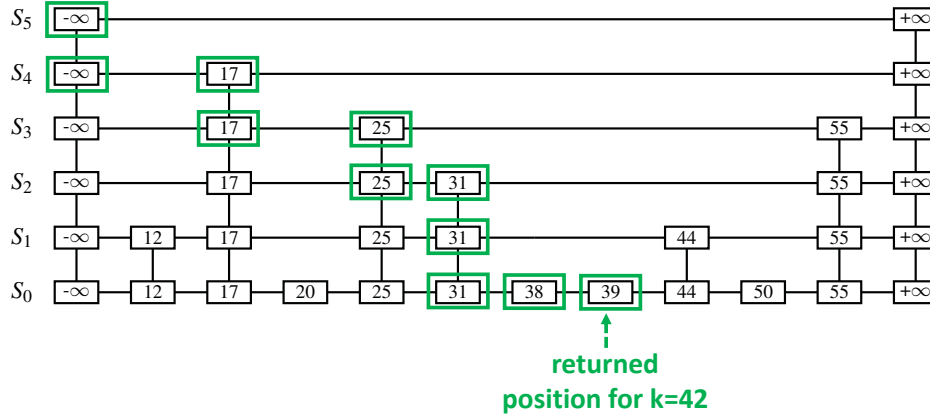 S5 -∞ +∞
S4 -∞ 17 +∞
S3 -∞ 17 25 55 +∞
S2 -∞ 17 25 31 55 +∞
S1 -∞ 12 17 25 31 44 55 +∞
S0 -∞ 12 17 20 25 31 38 39 44 50 55 +∞
returned
position for k=42